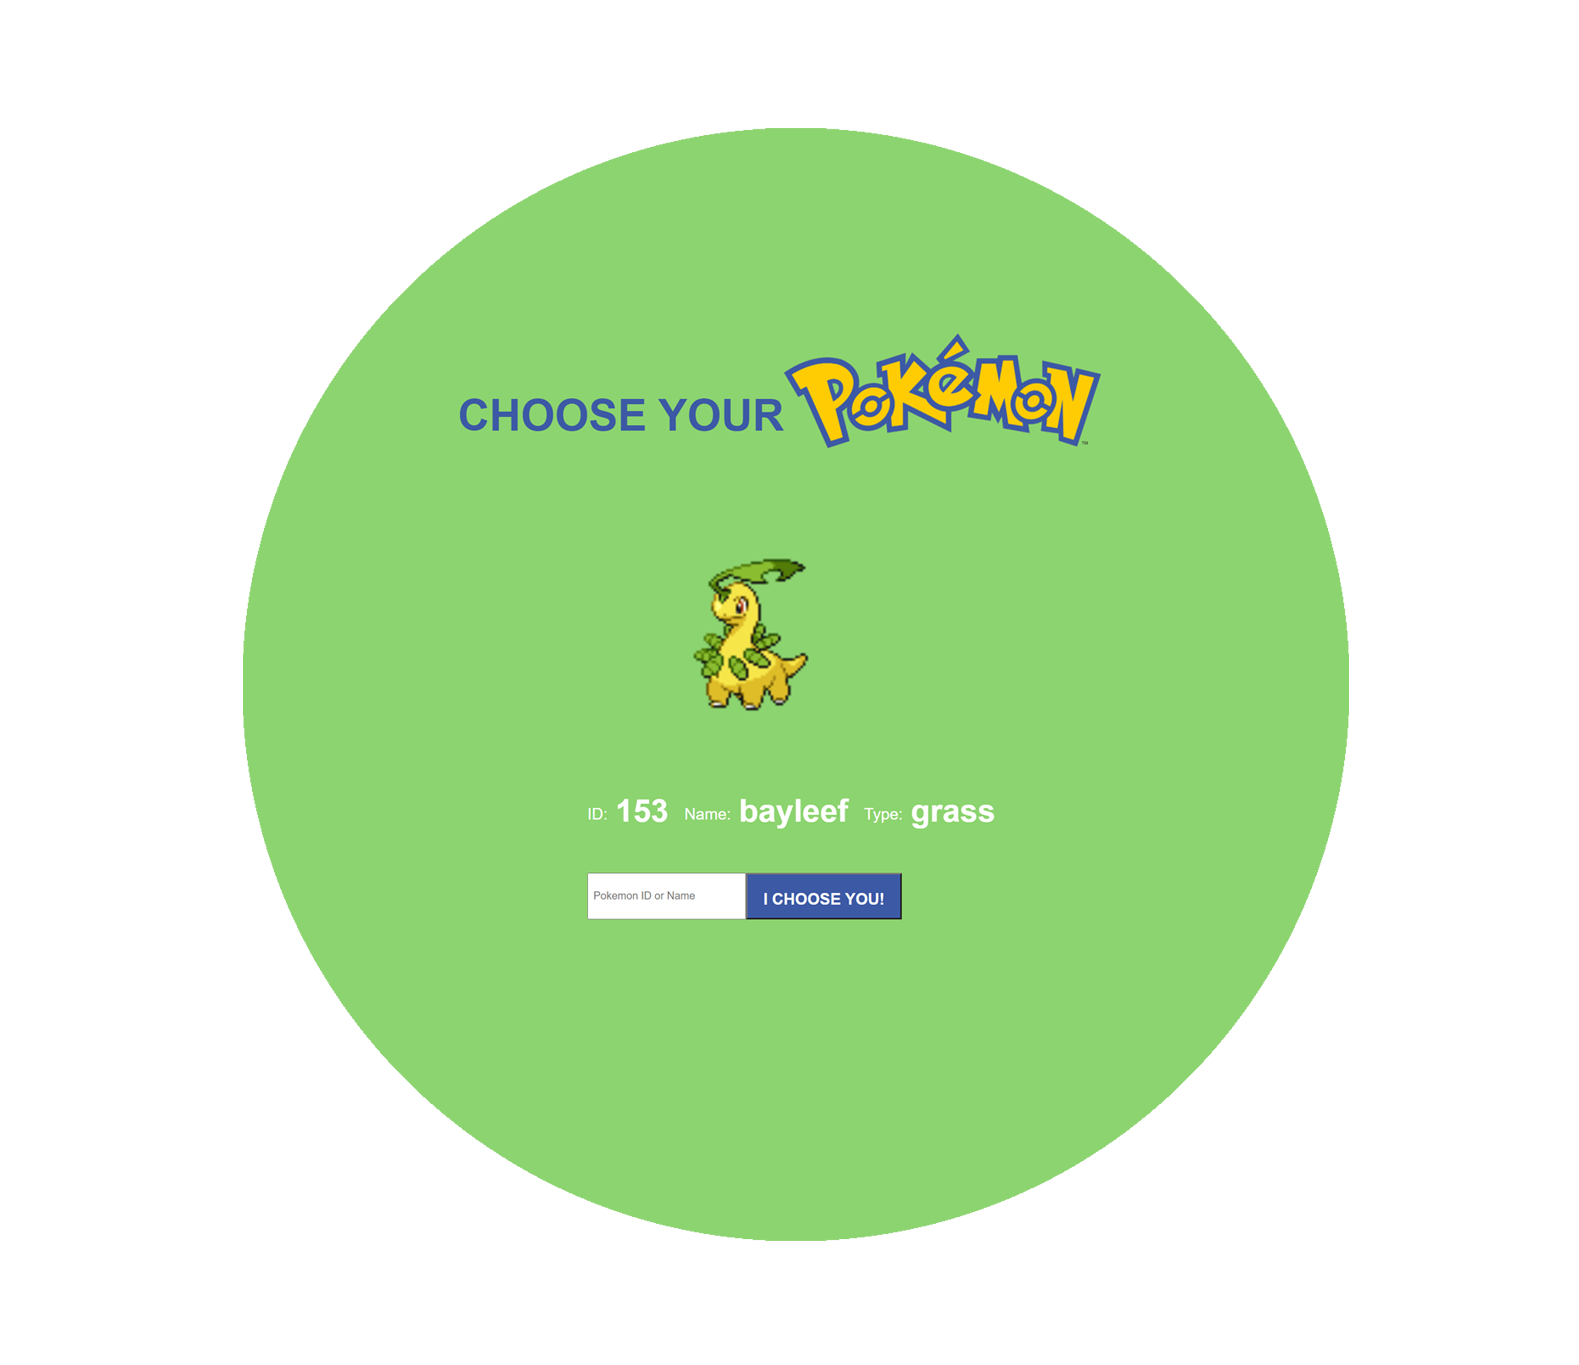 CHOOSE YOUR Pokémon™
ID: 153 Name: bayleef Type: grass
Pokemon ID or Name I CHOOSE YOU!